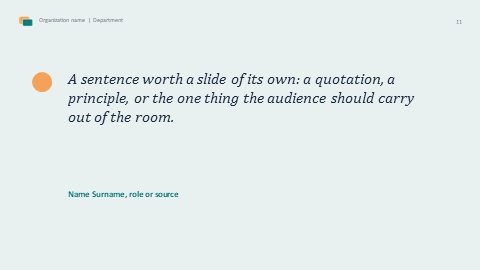 Organization name | Department
11
A sentence worth a slide of its own: a quotation, a
principle, or the one thing the audience should carry
out of the room.
Name Surname, role or source